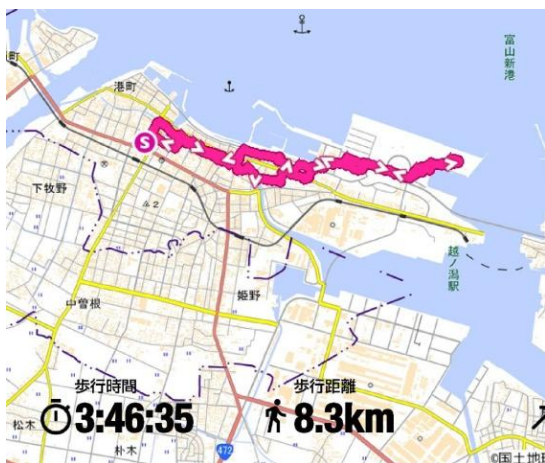 富山新港
港町
町
S
下牧野
2
越ノ潟駅
姫野
中曽根
歩行時間
3:46:35
歩行距離
8.3km
松木
朴木
472
©国土地理